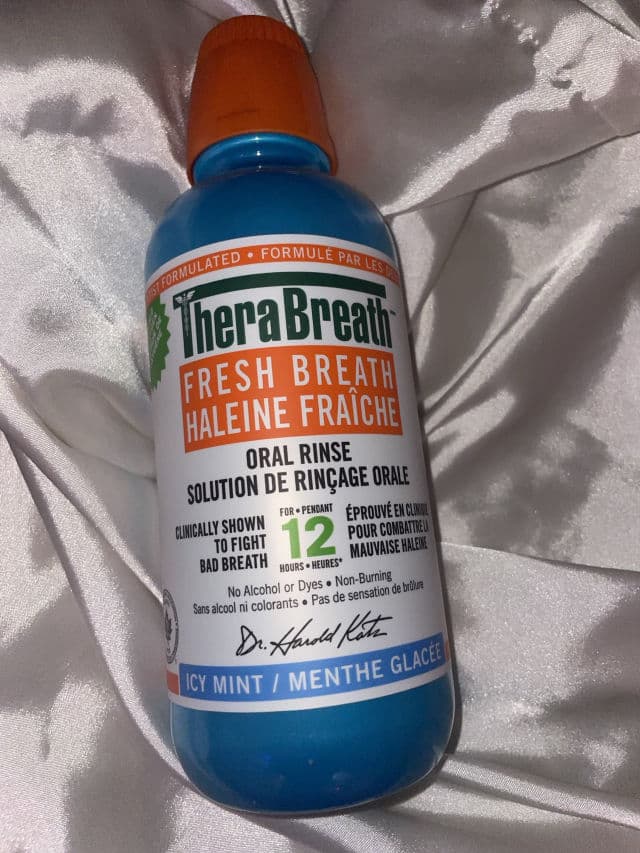 FORMULATED • FORMULÉ PAR LES
TheraBreath™
FRESH BREATH
HALEINE FRAÎCHE
ORAL RINSE
SOLUTION DE RINÇAGE ORALE
CLINICALLY SHOWN
TO FIGHT
BAD BREATH
FOR • PENDANT
12
HOURS • HEURES*
ÉPROUVÉ EN CLINIQUE
POUR COMBATTRE LA
MAUVAISE HALEINE
No Alcohol or Dyes • Non-Burning
Sans alcool ni colorants • Pas de sensation de brûlure
Dr. Harold Katz
ICY MINT / MENTHE GLACÉE